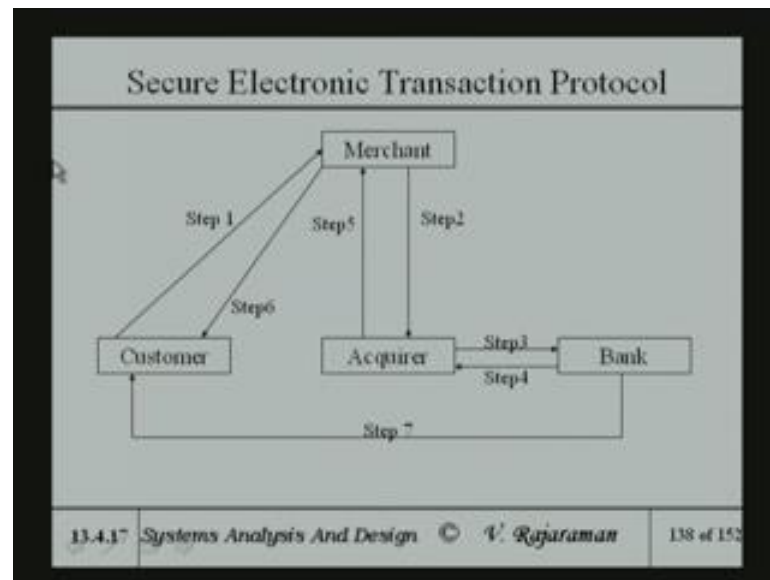 Secure Electronic Transaction Protocol
Merchant
Step 1
Step5
Step2
Step6
Customer
Acquirer
Step3
Step4
Bank
Step 7
13.4.17 Systems Analysis And Design © V. Rajaraman 138 of 152